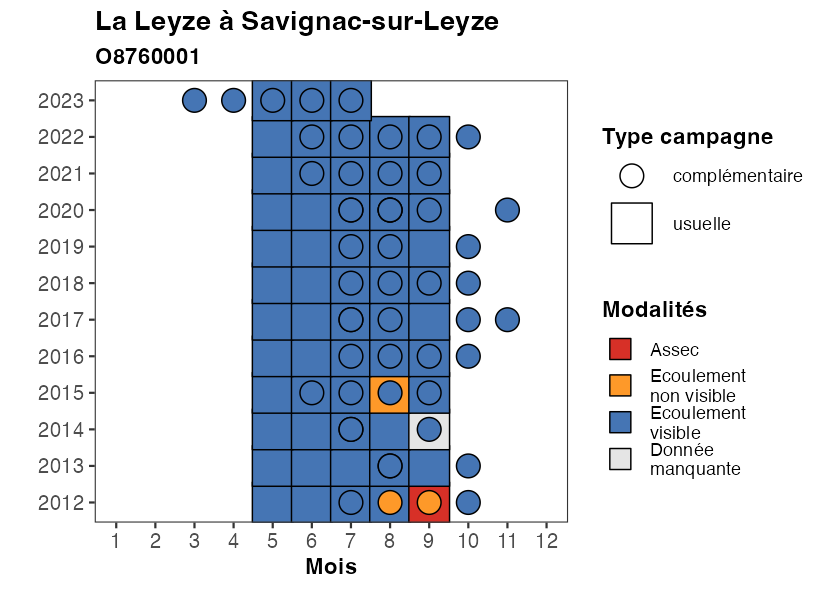 La Leyze à Savignac-sur-Leyze
O8760001
2023
2022
2021
2020
2019
2018
2017
2016
2015
2014
2013
2012
1 2 3 4 5 6 7 8 9 10 11 12
Mois
Type campagne
complémentaire
usuelle
Modalités
Assec
Ecoulement
non visible
Ecoulement
visible
Donnée
manquante